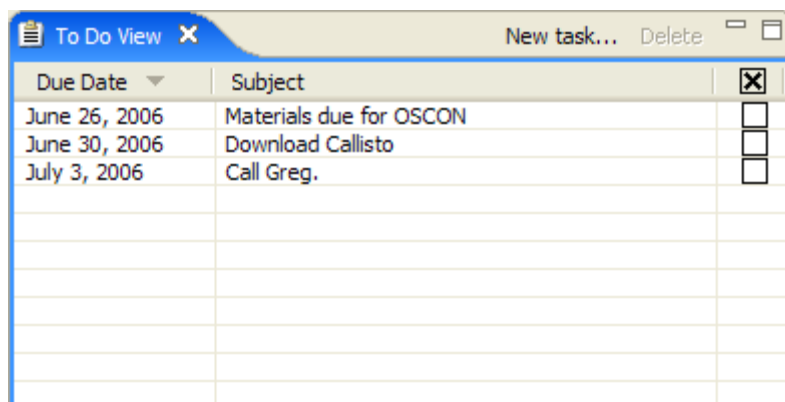 To Do View New task... Delete
Due Date Subject
June 26, 2006 Materials due for OSCON
June 30, 2006 Download Callisto
July 3, 2006 Call Greg.